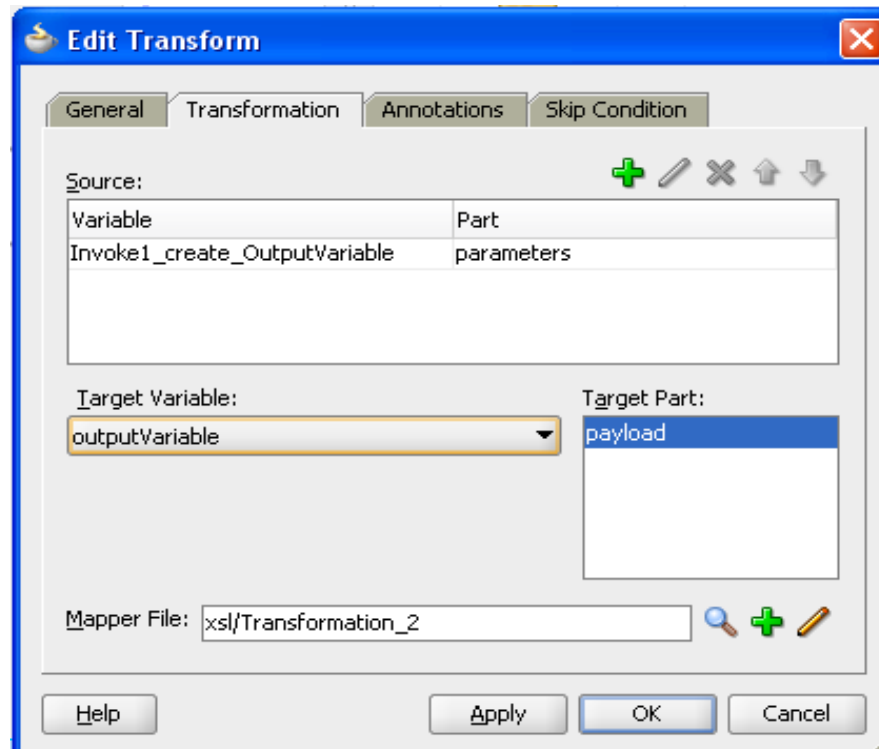 Edit Transform
General Transformation Annotations Skip Condition
Source:
Variable Part
Invoke1_create_OutputVariable parameters
Target Variable: Target Part:
outputVariable payload
Mapper File: xsl/Transformation_2
Help Apply OK Cancel